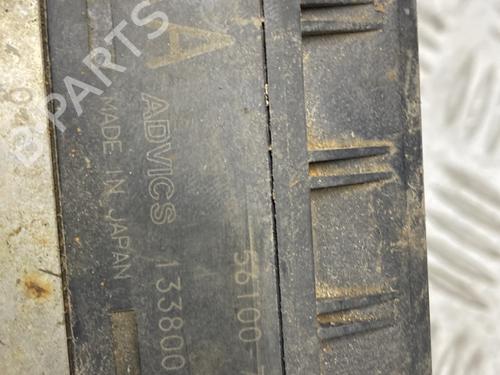 B PARTS
A ADVICS 133800
MADE IN JAPAN
56100-